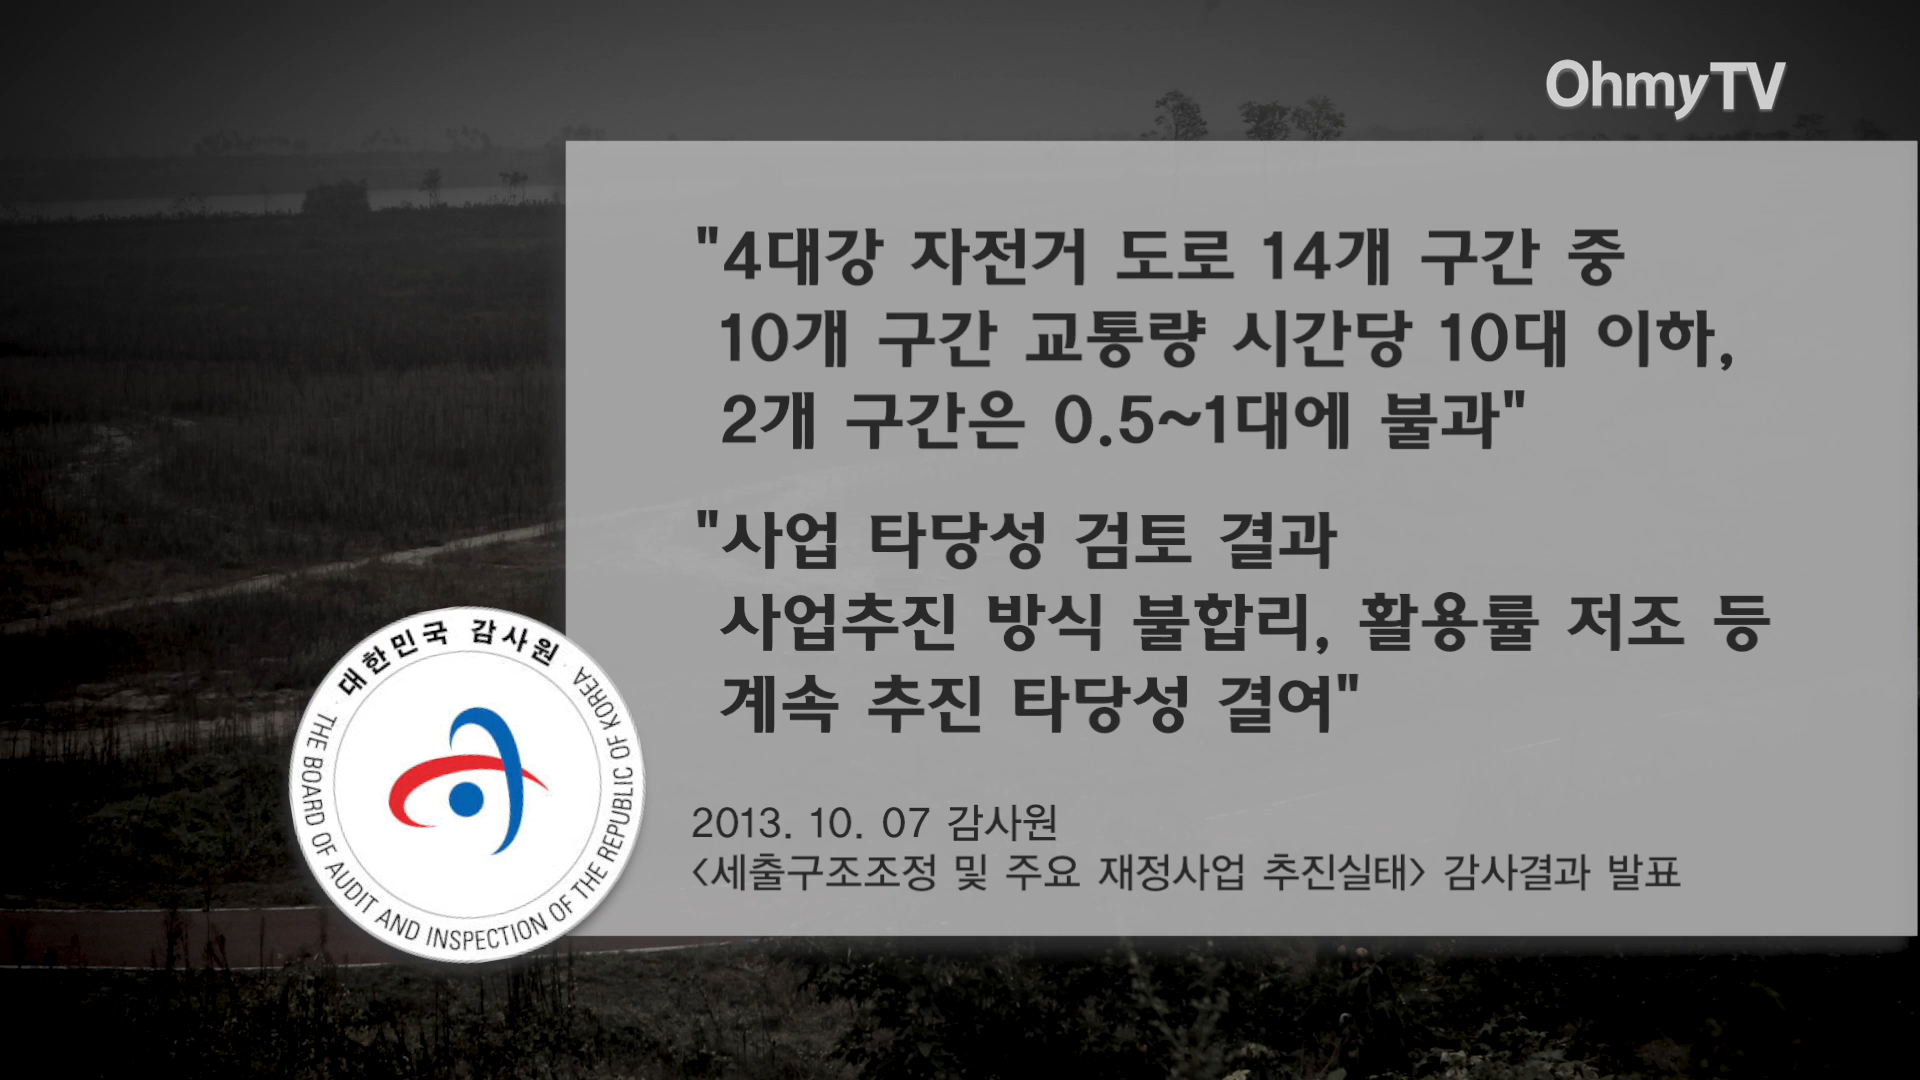 OhmyTV
"4대강 자전거 도로 14개 구간 중
10개 구간 교통량 시간당 10대 이하,
2개 구간은 0.5~1대에 불과"
"사업 타당성 검토 결과
사업추진 방식 불합리, 활용률 저조 등
계속 추진 타당성 결여"
2013. 10. 07 감사원
<세출구조조정 및 주요 재정사업 추진실태> 감사결과 발표
대한민국 감사원
THE BOARD OF AUDIT AND INSPECTION OF THE REPUBLIC OF KOREA